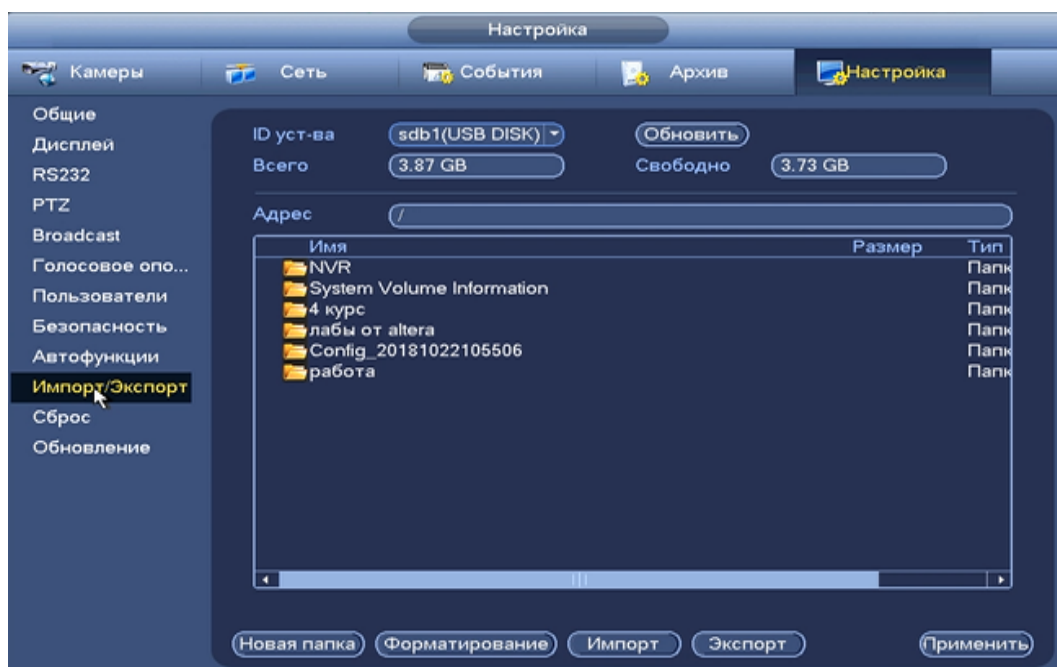 Настройка
Камеры Сеть События Архив Настройка
Общие
Дисплей
RS232
PTZ
Broadcast
Голосовое опо...
Пользователи
Безопасность
Автофункции
Импорт/Экспорт
Сброс
Обновление
ID уст-ва sdb1(USB DISK) Обновить
Всего 3.87 GB Свободно 3.73 GB
Адрес /
Имя Размер Тип
NVR Папк
System Volume Information Папк
4 курс Папк
лабы от altera Папк
Config_20181022105506 Папк
работа Папк
Новая папка Форматирование Импорт Экспорт Применить